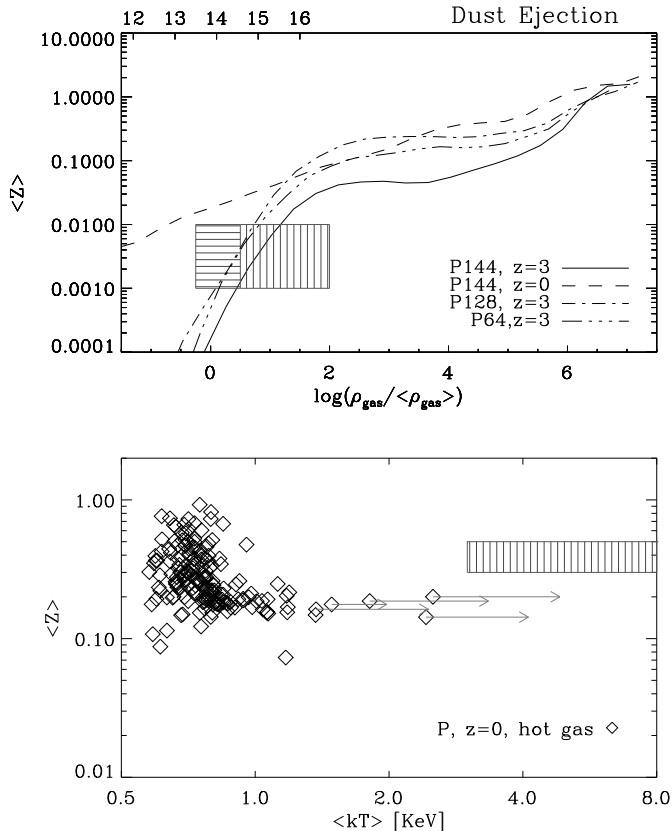 12 13 14 15 16 Dust Ejection
10.0000
1.0000
0.1000
0.0100
0.0010
0.0001
<Z>
P144, z=3
P144, z=0
P128, z=3
P64,z=3
0 2 4 6
log(ρgas/<ρgas>)
1.00
0.10
0.01
<Z>
P, z=0, hot gas
0.5 1.0 2.0 4.0 8.0
<kT> [KeV]